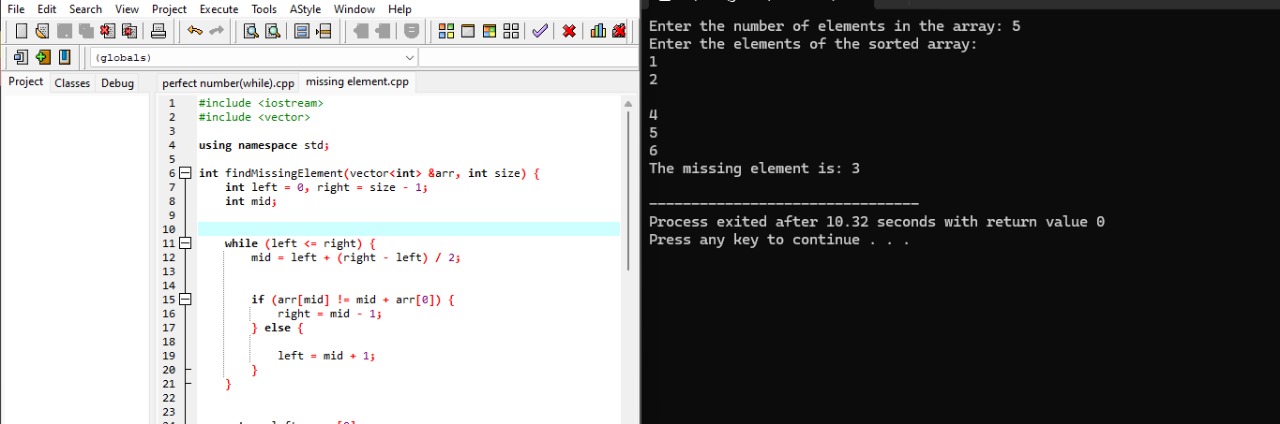 File Edit Search View Project Execute Tools AStyle Window Help
(globals)
Project Classes Debug perfect number(while).cpp missing element.cpp
1 #include <iostream>
2 #include <vector>
3
4 using namespace std;
5
6 int findMissingElement(vector<int> &arr, int size) {
7 int left = 0, right = size - 1;
8 int mid;
9
10
11 while (left <= right) {
12 mid = left + (right - left) / 2;
13
14
15 if (arr[mid] != mid + arr[0]) {
16 right = mid - 1;
17 } else {
18
19 left = mid + 1;
20 }
21 }
22
23
Enter the number of elements in the array: 5
Enter the elements of the sorted array:
1
2
4
5
6
The missing element is: 3
--------------------------------
Process exited after 10.32 seconds with return value 0
Press any key to continue . . .